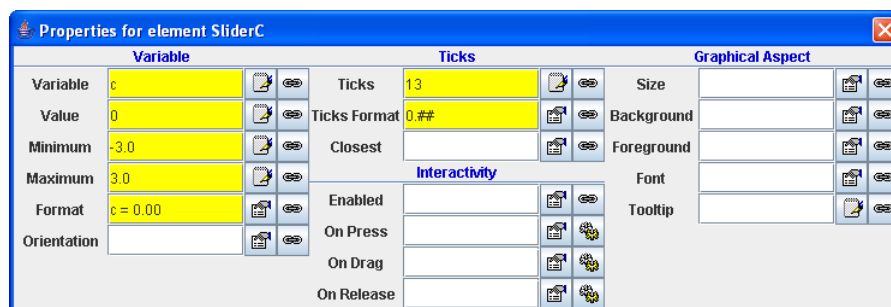 Properties for element SliderC
Variable
Variable c
Value 0
Minimum -3.0
Maximum 3.0
Format c = 0.00
Orientation
Ticks
Ticks 13
Ticks Format 0.##
Closest
Interactivity
Enabled
On Press
On Drag
On Release
Graphical Aspect
Size
Background
Foreground
Font
Tooltip